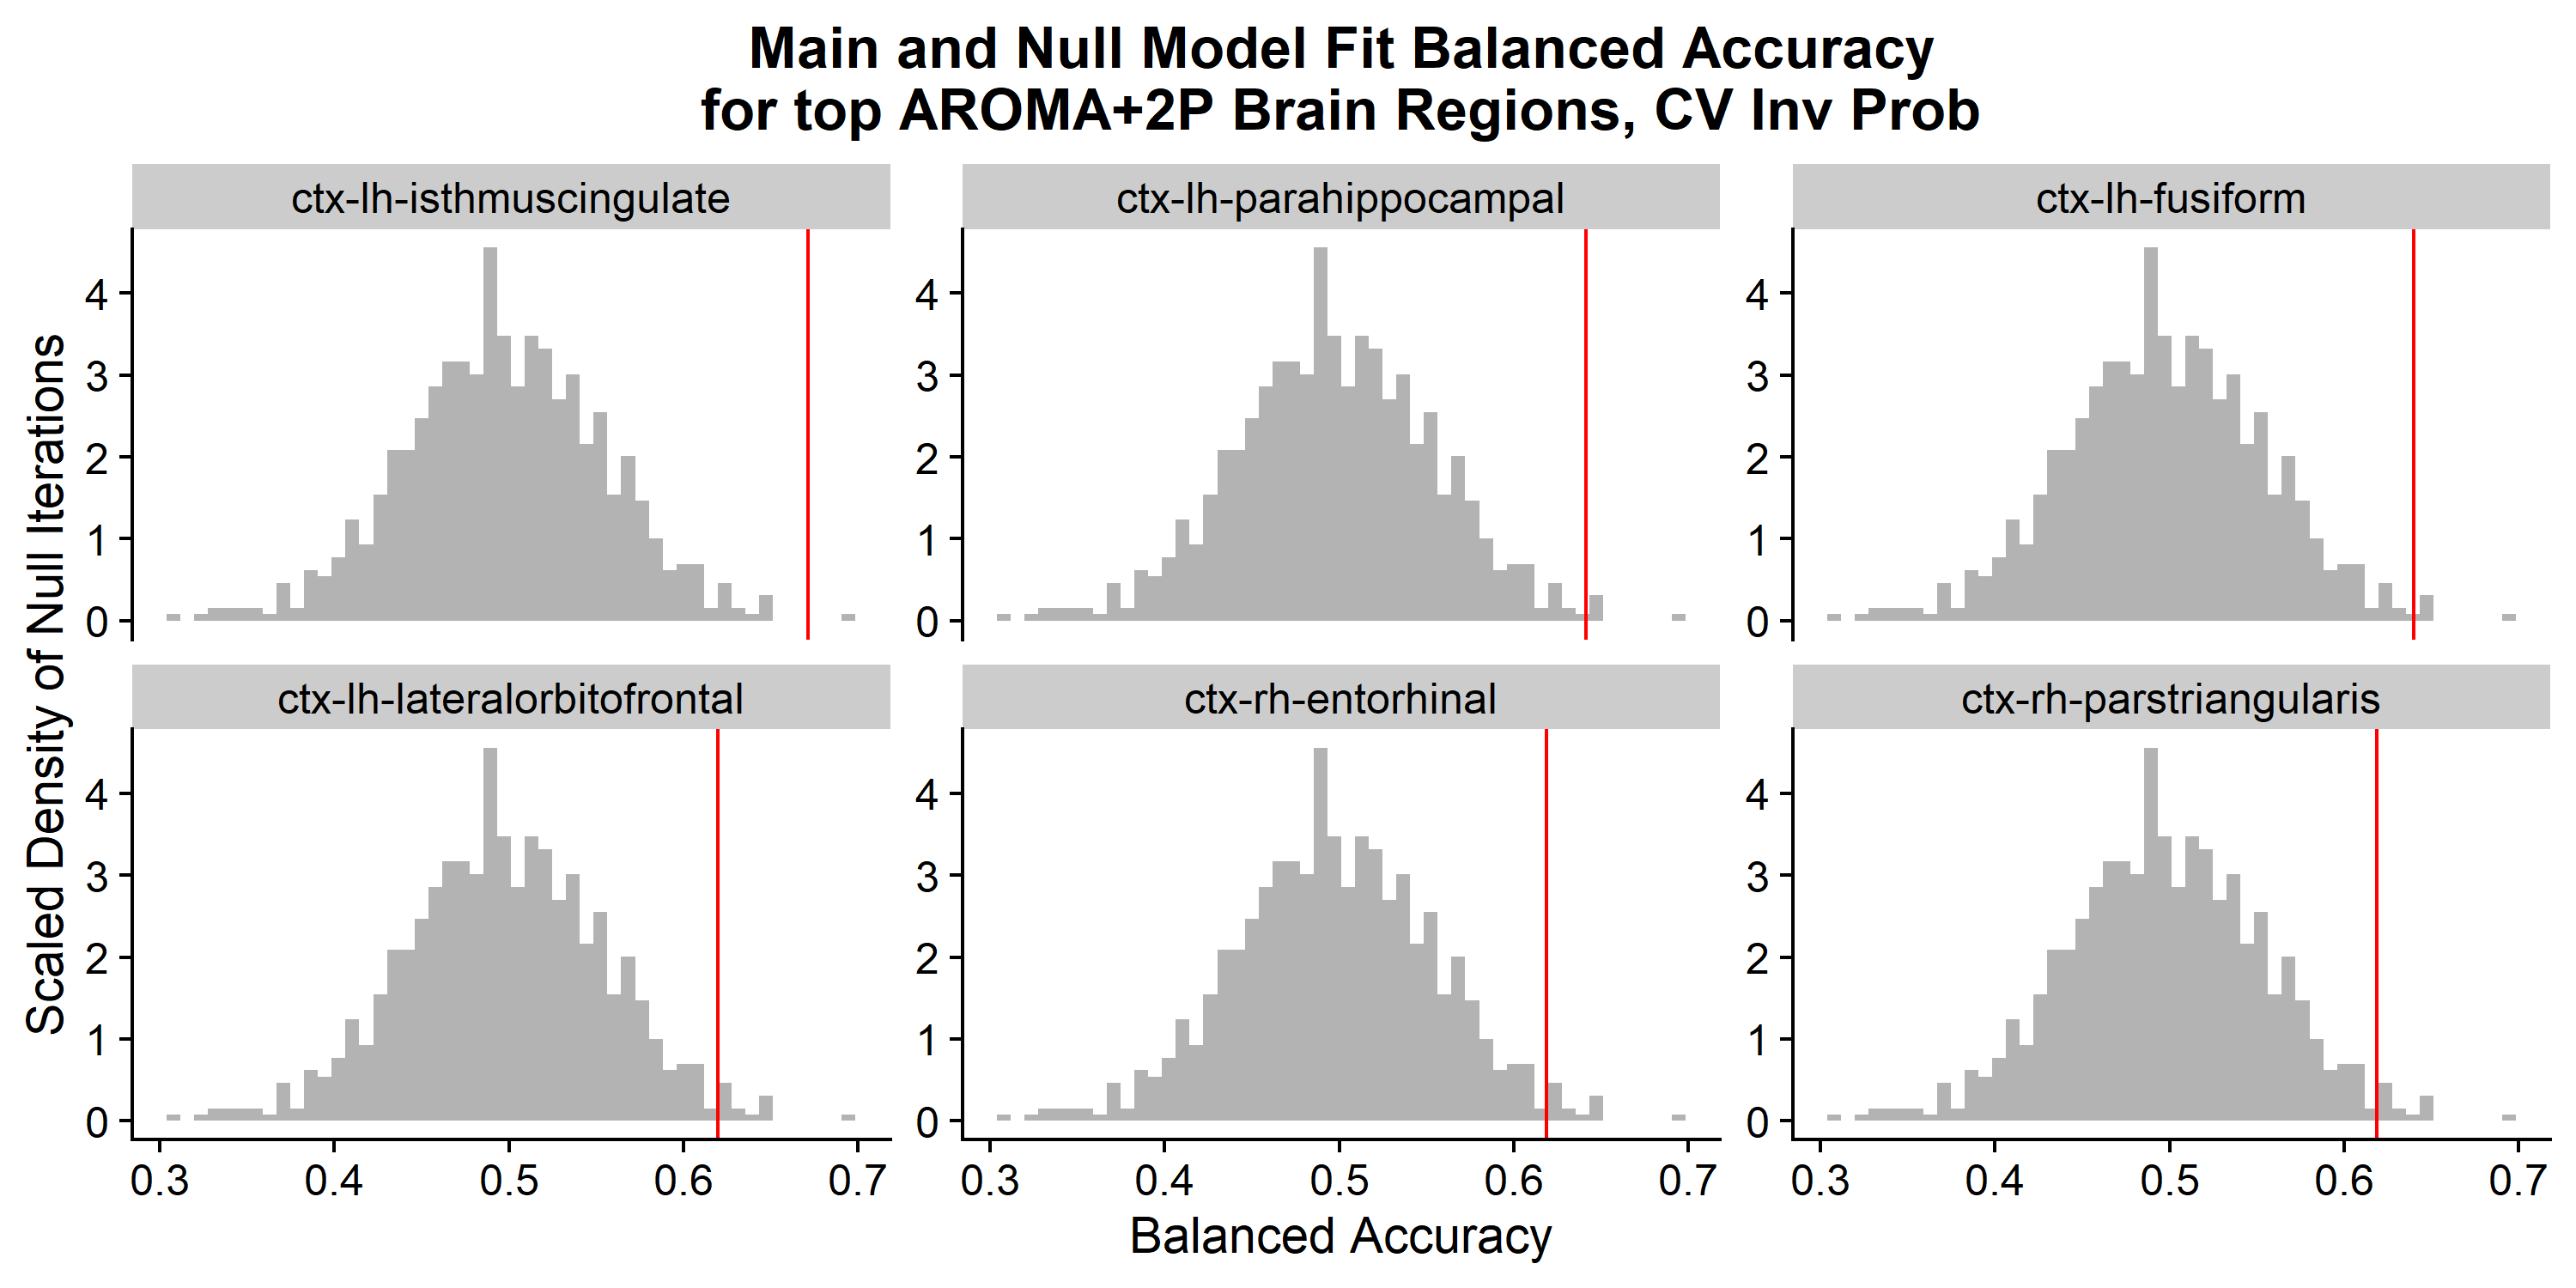 Main and Null Model Fit Balanced Accuracy
for top AROMA+2P Brain Regions, CV Inv Prob
ctx-lh-isthmuscingulate
ctx-lh-parahippocampal
ctx-lh-fusiform
4
3
2
1
0
4
3
2
1
0
4
3
2
1
0
ctx-lh-lateralorbitofrontal
ctx-rh-entorhinal
ctx-rh-parstriangularis
4
3
2
1
0
4
3
2
1
0
4
3
2
1
0
0.3 0.4 0.5 0.6 0.7
0.3 0.4 0.5 0.6 0.7
0.3 0.4 0.5 0.6 0.7
Balanced Accuracy
Scaled Density of Null Iterations